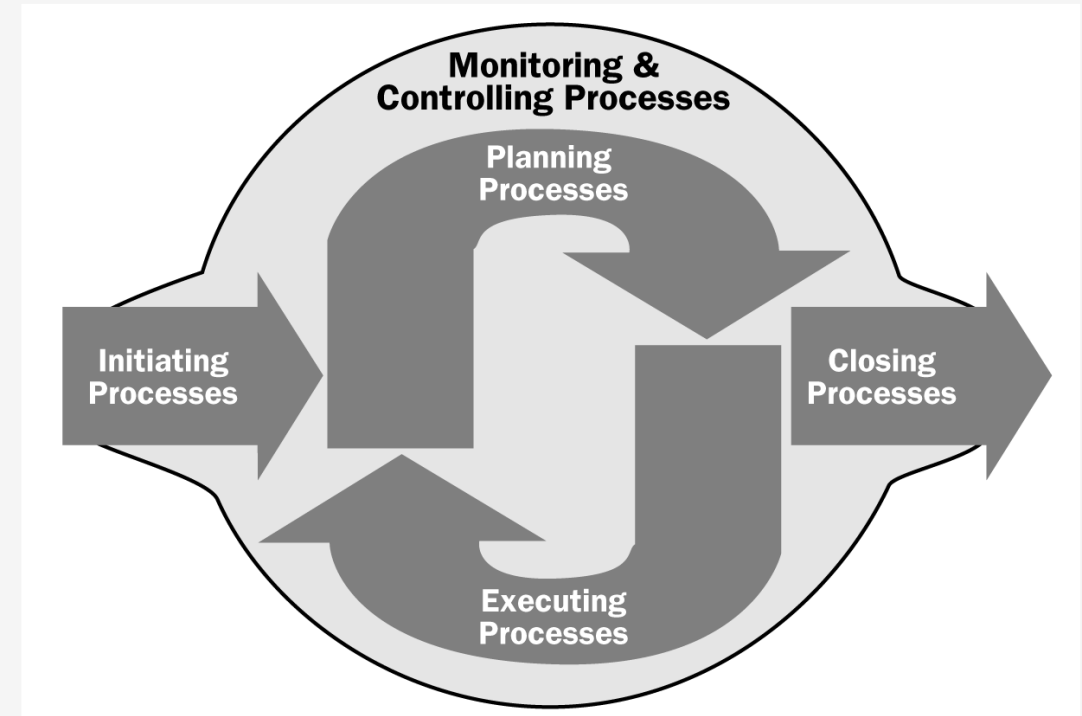 Monitoring &
Controlling Processes
Planning
Processes
Initiating
Processes
Closing
Processes
Executing
Processes